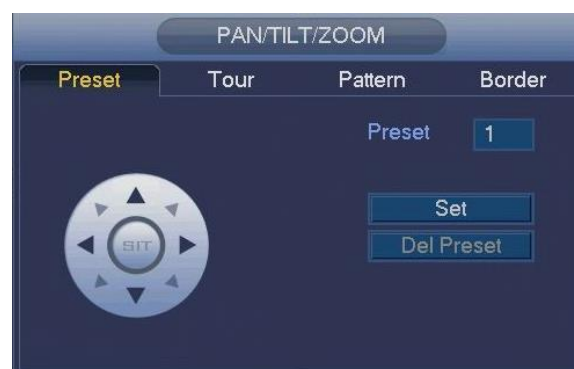 PAN/TILT/ZOOM
Preset Tour Pattern Border
Preset 1
Set
SIT
Del Preset